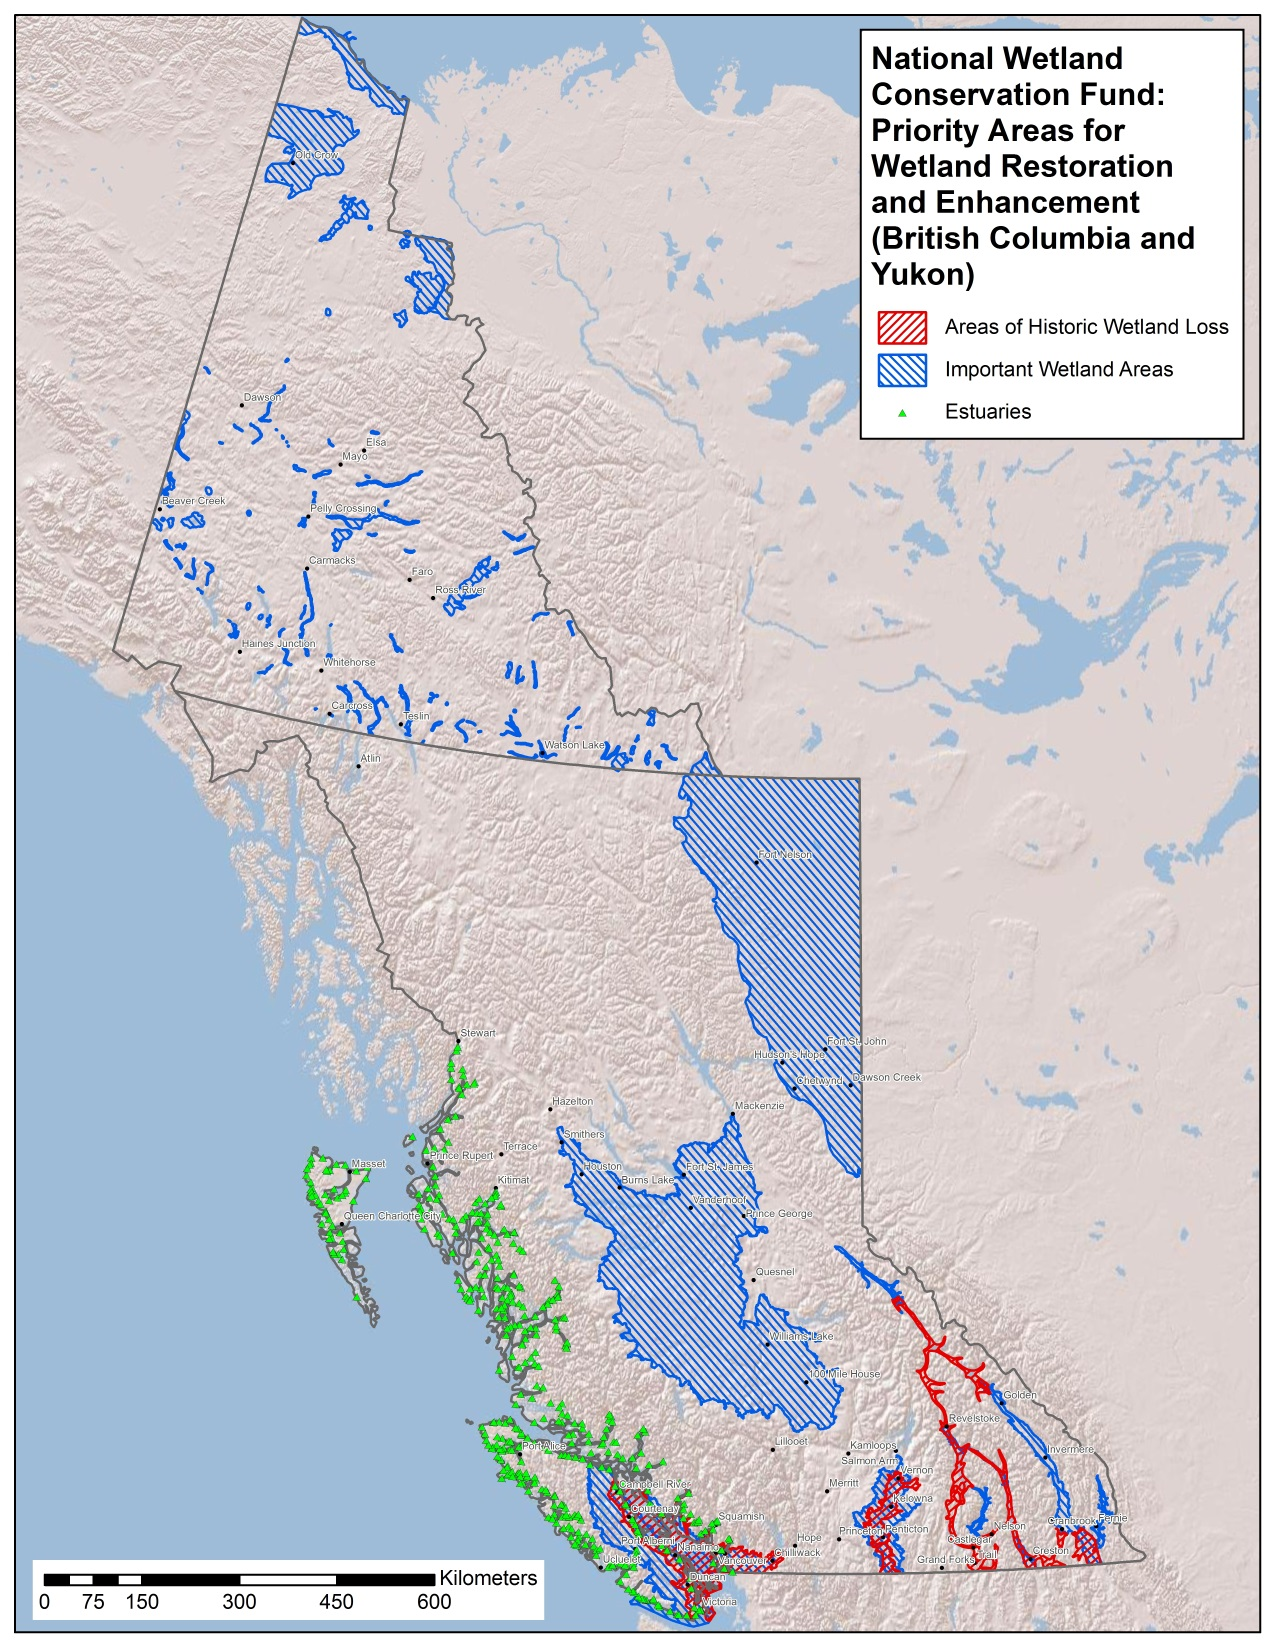 National Wetland
Conservation Fund:
Priority Areas for
Wetland Restoration
and Enhancement
(British Columbia and
Yukon)
Areas of Historic Wetland Loss
Important Wetland Areas
Estuaries
Old Crow
Dawson
Elsa
Mayo
Beaver Creek
Pelly Crossing
Carmacks
Faro
Ross River
Haines Junction
Whitehorse
Carcross
Teslin
Watson Lake
Atlin
Fort Nelson
Stewart
Fort St. John
Hudson's Hope
Chetwynd
Dawson Creek
Hazelton
Mackenzie
Smithers
Terrace
Prince Rupert
Masset
Houston
Fort St. James
Kitimat
Burns Lake
Vanderhoof
Queen Charlotte City
Prince George
Quesnel
Williams Lake
100 Mile House
Golden
Revelstoke
Lillooet
Kamloops
Invermere
Port Alice
Salmon Arm
Vernon
Campbell River
Merritt
Kelowna
Courtenay
Squamish
Cranbrook
Fernie
Nelson
Princeton
Penticton
Hope
Port Alberni
Castlegar
Nanaimo
Chilliwack
Vancouver
Trail
Creston
Ucluelet
Grand Forks
Duncan
Victoria
Kilometers
0 75 150 300 450 600